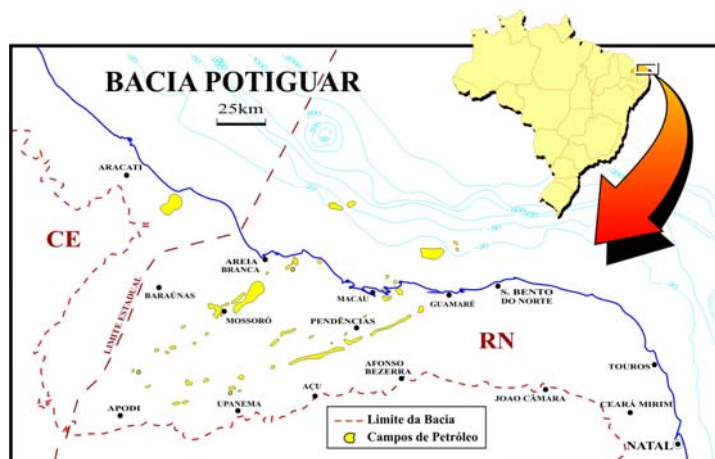 BACIA POTIGUAR
25km
ARACATI
CE
AREIA
BRANCA
BARAÚNAS
LIMITE ESTADUAL
MOSSORÓ
MACAU
GUAMARÉ
S. BENTO
DO NORTE
PENDÊNCIAS
RN
AFONSO
BEZERRA
TOUROS
AÇU
JOAO CÂMARA
CEARÁ MIRIM
APODI
UPANEMA
NATAL
Limite da Bacia
Campos de Petróleo